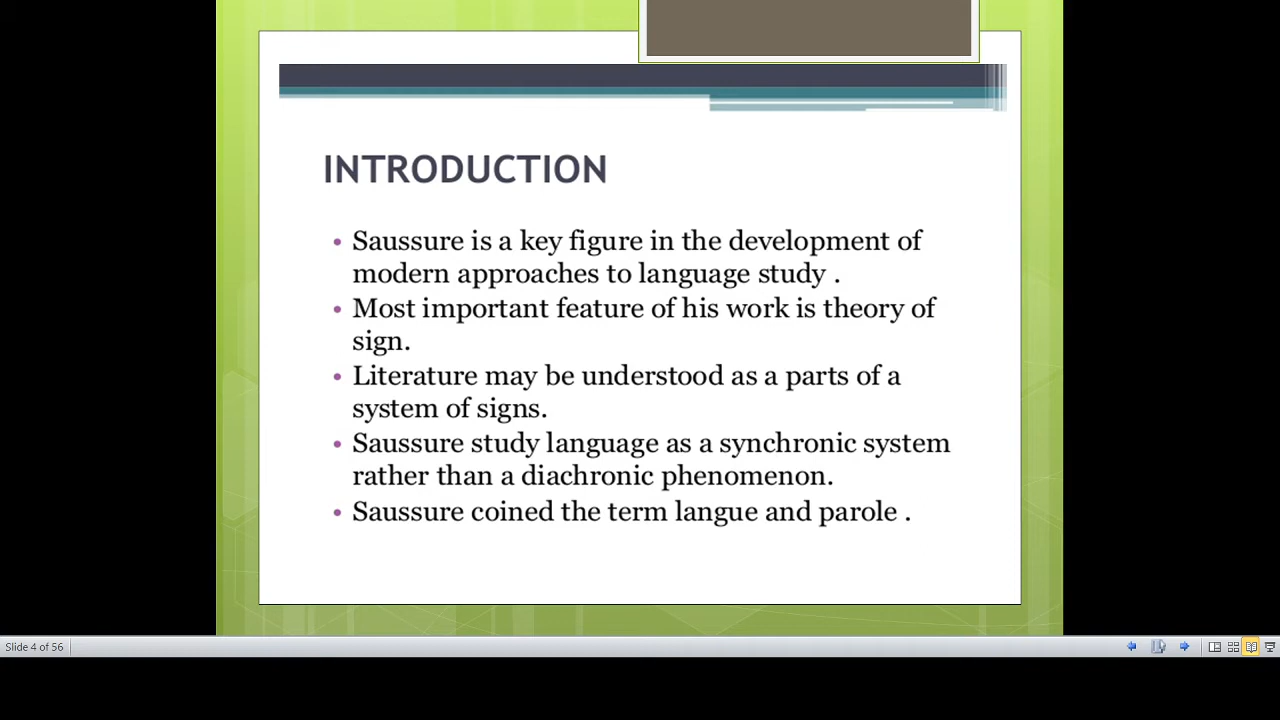 INTRODUCTION
• Saussure is a key figure in the development of
modern approaches to language study .
• Most important feature of his work is theory of
sign.
• Literature may be understood as a parts of a
system of signs.
• Saussure study language as a synchronic system
rather than a diachronic phenomenon.
• Saussure coined the term langue and parole .
Slide 4 of 56